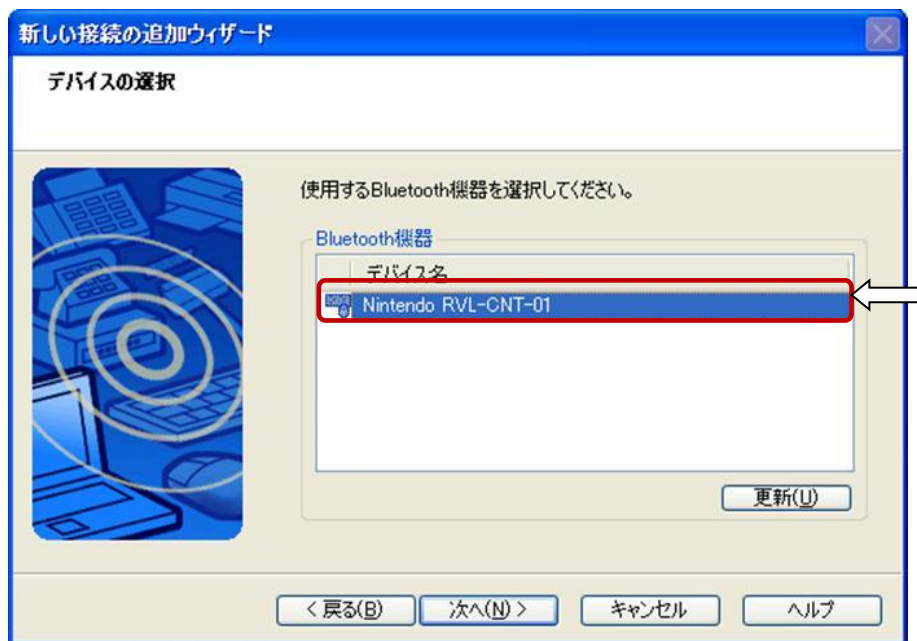 新しい接続の追加ウィザード
デバイスの選択
使用するBluetooth機器を選択してください。
Bluetooth機器
デバイス名
Nintendo RVL-CNT-01
更新(U)
< 戻る(B) 次へ(N) > キャンセル ヘルプ